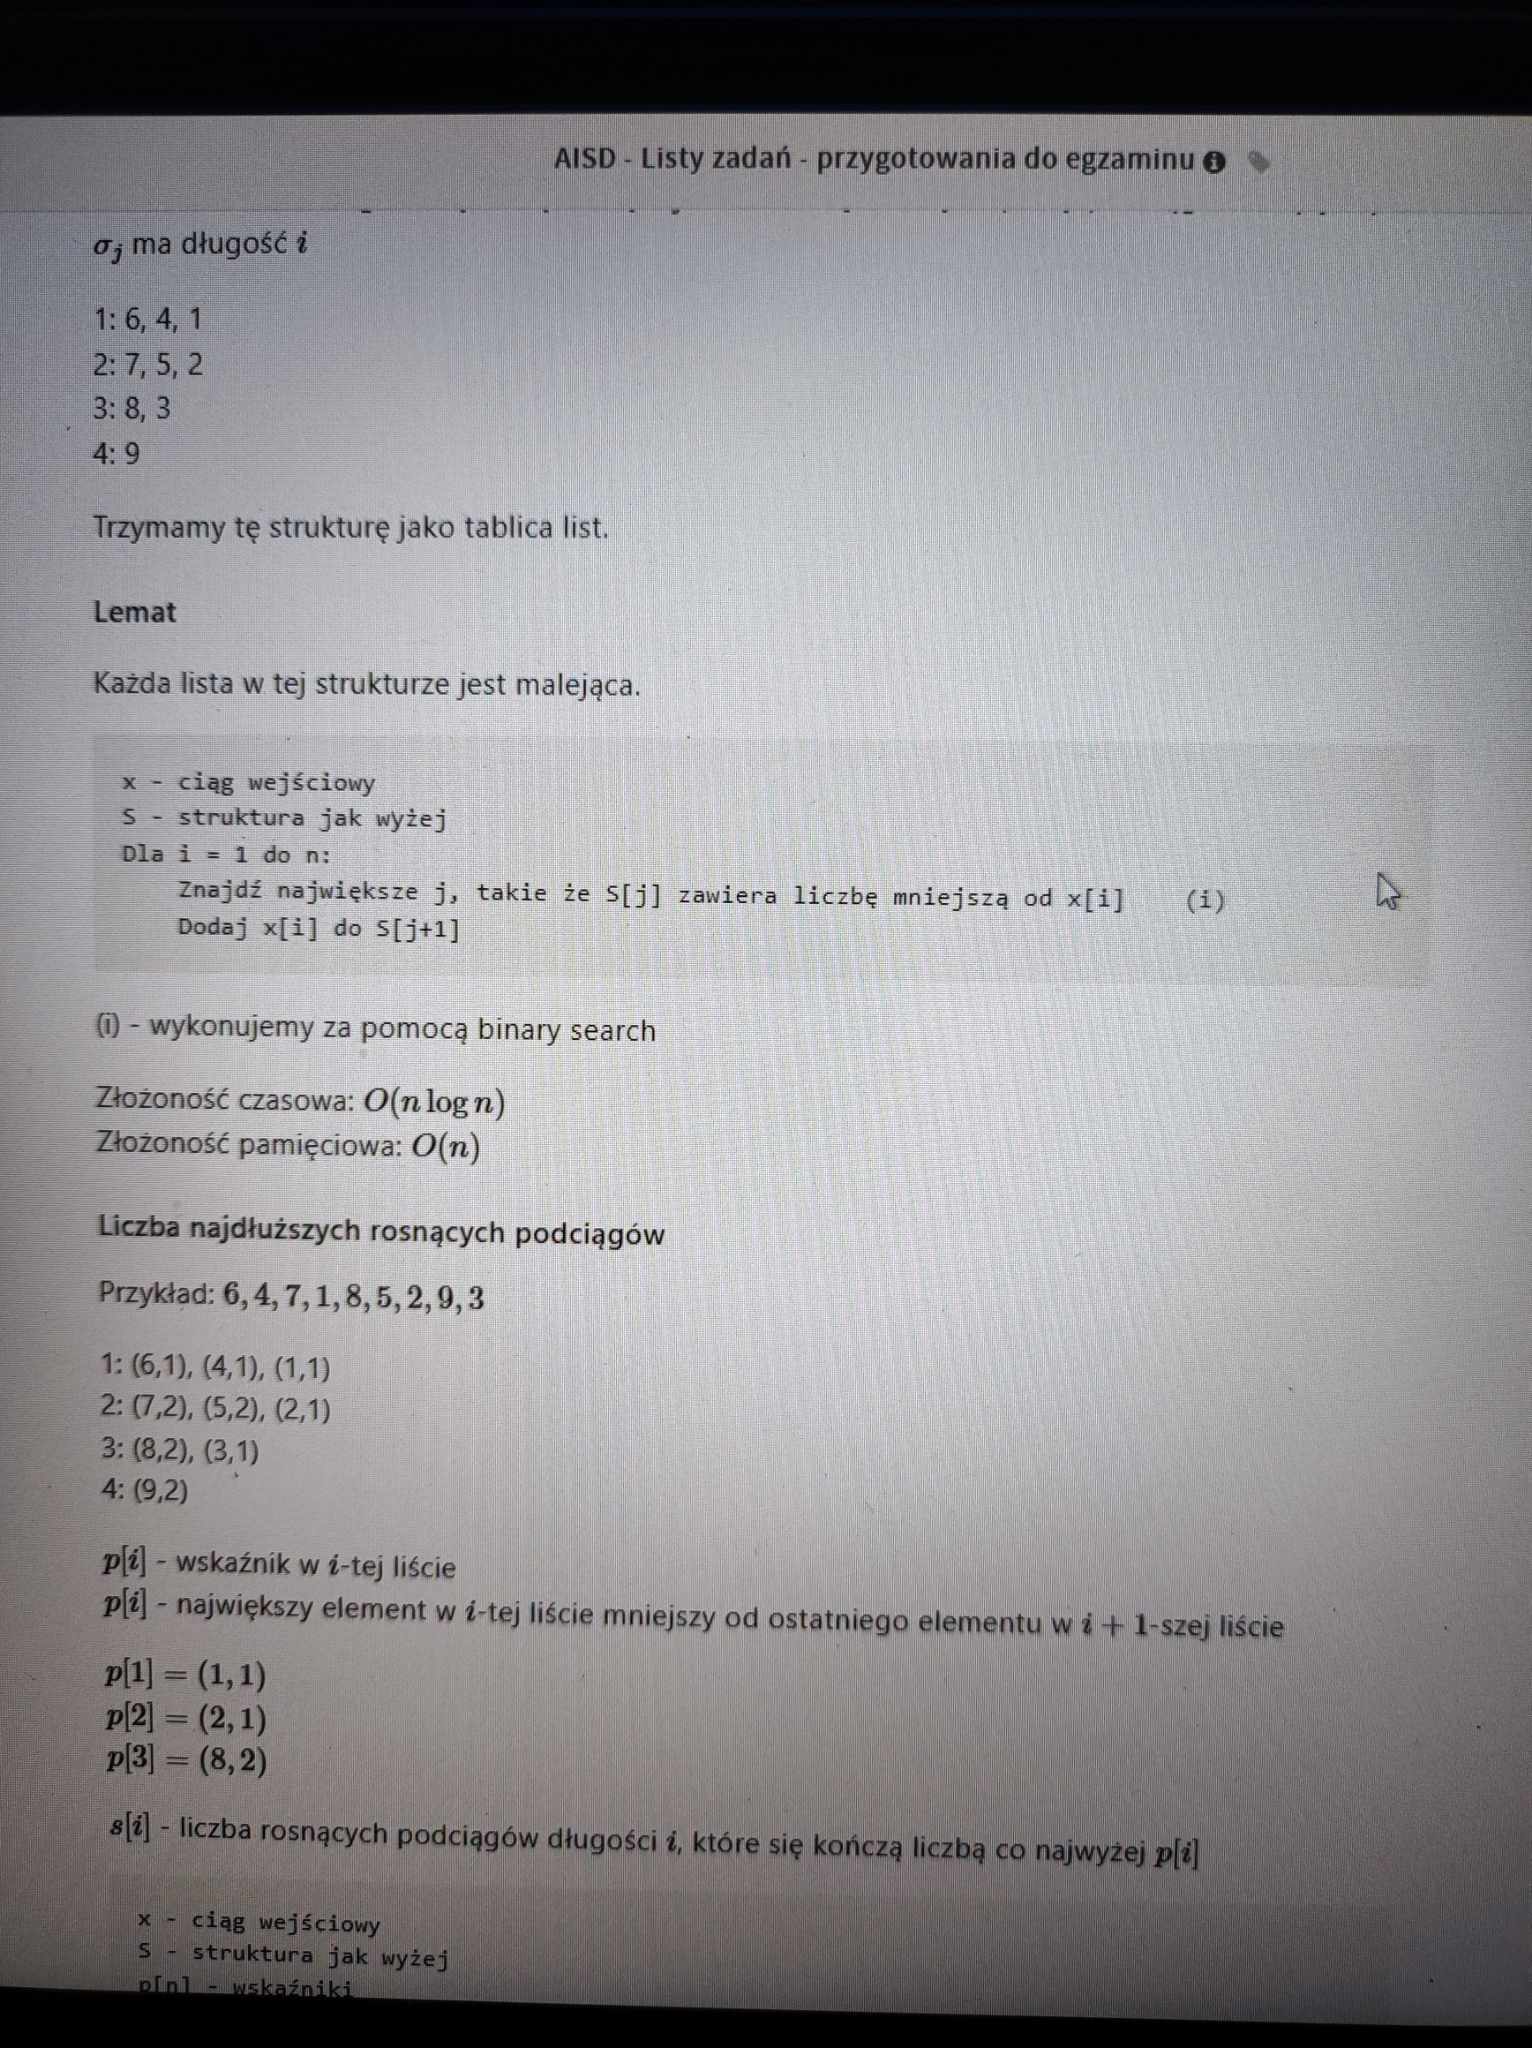 AISD - Listy zadań - przygotowania do egzaminu
σⱼ ma długość i
1: 6, 4, 1
2: 7, 5, 2
3: 8, 3
4: 9
Trzymamy tę strukturę jako tablica list.
Lemat
Każda lista w tej strukturze jest malejąca.
x - ciąg wejściowy
S - struktura jak wyżej
Dla i = 1 do n:
Znajdź największe j, takie że S[j] zawiera liczbę mniejszą od x[i] (i)
Dodaj x[i] do S[j+1]
(i) - wykonujemy za pomocą binary search
Złożoność czasowa: O(n log n)
Złożoność pamięciowa: O(n)
Liczba najdłuższych rosnących podciągów
Przykład: 6, 4, 7, 1, 8, 5, 2, 9, 3
1: (6,1), (4,1), (1,1)
2: (7,2), (5,2), (2,1)
3: (8,2), (3,1)
4: (9,2)
p[i] - wskaźnik w i-tej liście
p[i] - największy element w i-tej liście mniejszy od ostatniego elementu w i + 1-szej liście
p[1] = (1, 1)
p[2] = (2, 1)
p[3] = (8, 2)
s[i] - liczba rosnących podciągów długości i, które się kończą liczbą co najwyżej p[i]
x - ciąg wejściowy
S - struktura jak wyżej
p[n] - wskaźniki